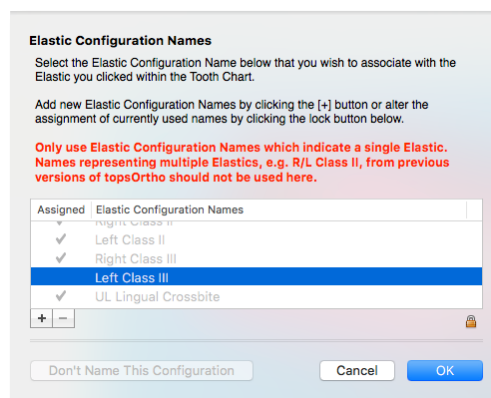 Elastic Configuration Names
Select the Elastic Configuration Name below that you wish to associate with the
Elastic you clicked within the Tooth Chart.
Add new Elastic Configuration Names by clicking the [+] button or alter the
assignment of currently used names by clicking the lock button below.
Only use Elastic Configuration Names which indicate a single Elastic.
Names representing multiple Elastics, e.g. R/L Class II, from previous
versions of topsOrtho should not be used here.
Assigned Elastic Configuration Names
✓ Right Class II
✓ Left Class II
✓ Right Class III
Left Class III
✓ UL Lingual Crossbite
+ −
Don't Name This Configuration Cancel OK